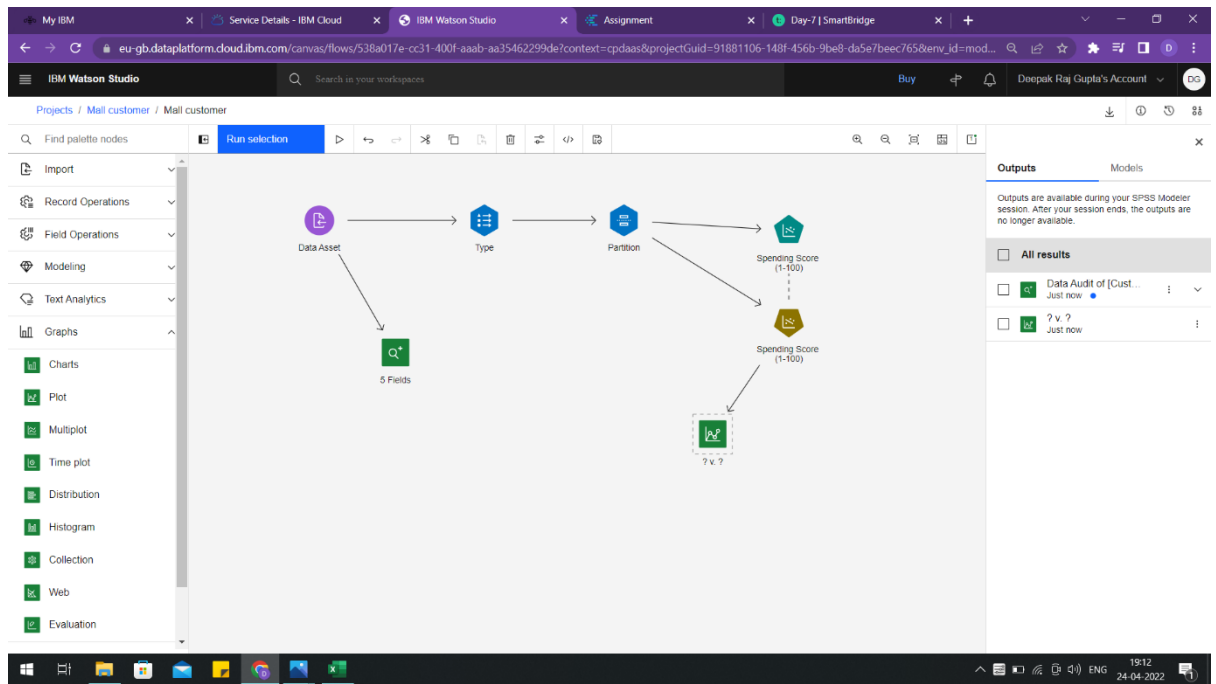 My IBM
Service Details - IBM Cloud
IBM Watson Studio
Assignment
Day-7 | SmartBridge
eu-gb.dataplatform.cloud.ibm.com/canvas/flows/538a017e-cc31-400f-aaab-aa35462299de?context=cpdaas&projectGuid=91881106-148f-456b-9be8-da5e7beec765&env_id=mod...
D
IBM Watson Studio
Search in your workspaces
Buy
Deepak Raj Gupta's Account
DG
Projects / Mall customer / Mall customer
Find palette nodes
Run selection
Import
Record Operations
Field Operations
Modeling
Text Analytics
Graphs
Charts
Plot
Multiplot
Time plot
Distribution
Histogram
Collection
Web
Evaluation
Data Asset
Type
Partition
Spending Score
(1-100)
5 Fields
Spending Score
(1-100)
? v. ?
Outputs
Models
Outputs are available during your SPSS Modeler
session. After your session ends, the outputs are
no longer available.
All results
Data Audit of [Cust...
Just now
? v. ?
Just now
ENG
19:12
24-04-2022
1